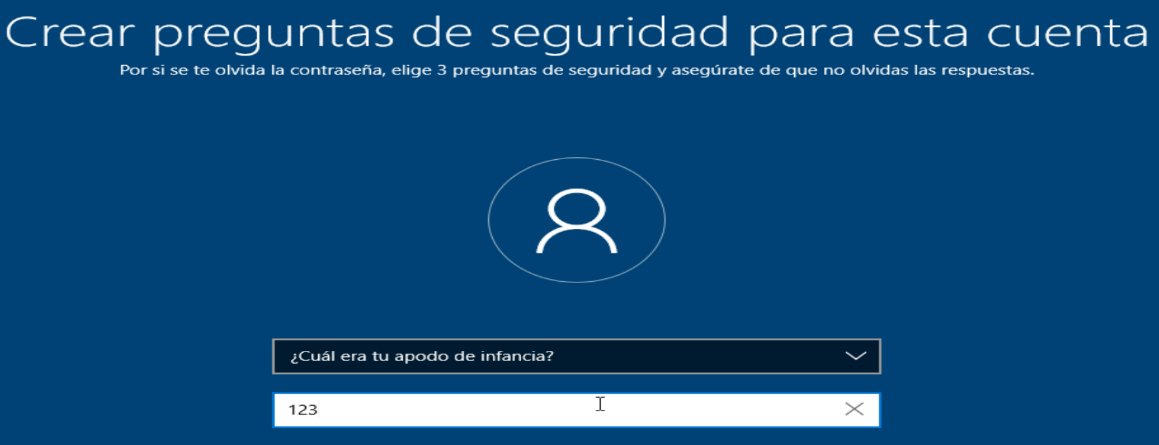 Crear preguntas de seguridad para esta cuenta
Por si se te olvida la contraseña, elige 3 preguntas de seguridad y asegúrate de que no olvidas las respuestas.
¿Cuál era tu apodo de infancia?
123